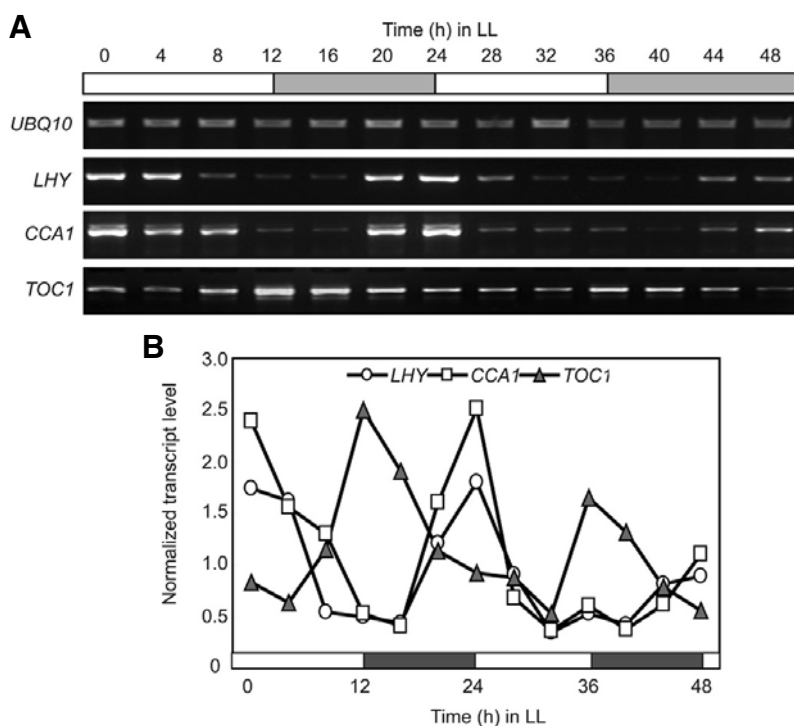 A
Time (h) in LL
0 4 8 12 16 20 24 28 32 36 40 44 48
UBQ10
LHY
CCA1
TOC1
B
LHY CCA1 TOC1
Normalized transcript level
3.0
2.5
2.0
1.5
1.0
0.5
0
0 12 24 36 48
Time (h) in LL